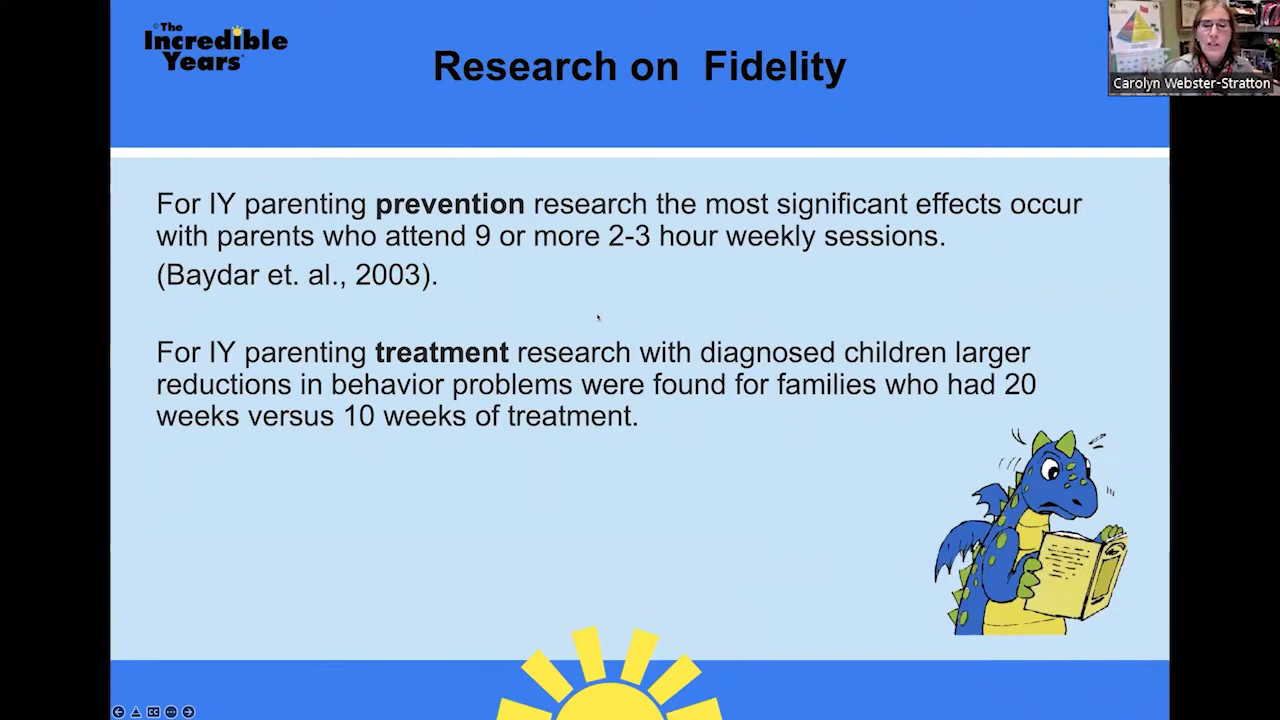 ©The
Incredible
Years®
Research on Fidelity
Carolyn Webster-Stratton
For IY parenting prevention research the most significant effects occur
with parents who attend 9 or more 2-3 hour weekly sessions.
(Baydar et. al., 2003).
For IY parenting treatment research with diagnosed children larger
reductions in behavior problems were found for families who had 20
weeks versus 10 weeks of treatment.